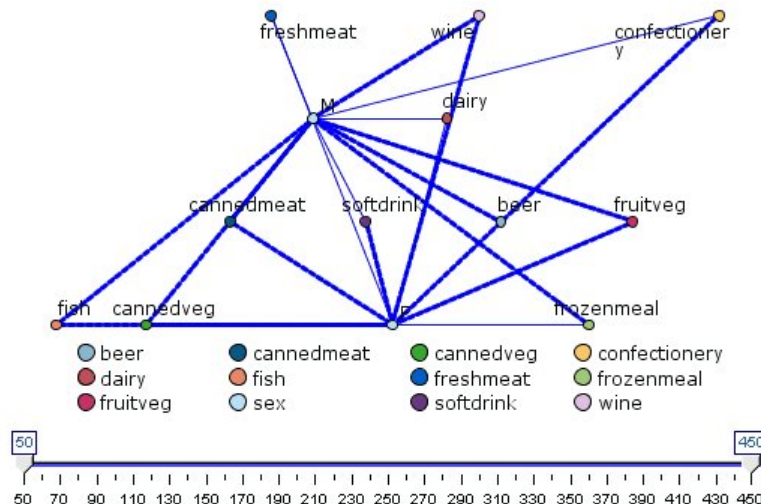 freshmeat
wine
confectioner
y
M
dairy
cannedmeat
softdrink
beer
fruitveg
fish
cannedveg
F
frozenmeal
beer
cannedmeat
cannedveg
confectionery
dairy
fish
freshmeat
frozenmeal
fruitveg
sex
softdrink
wine
50
450
50 70 90 110 130 150 170 190 210 230 250 270 290 310 330 350 370 390 410 430 450